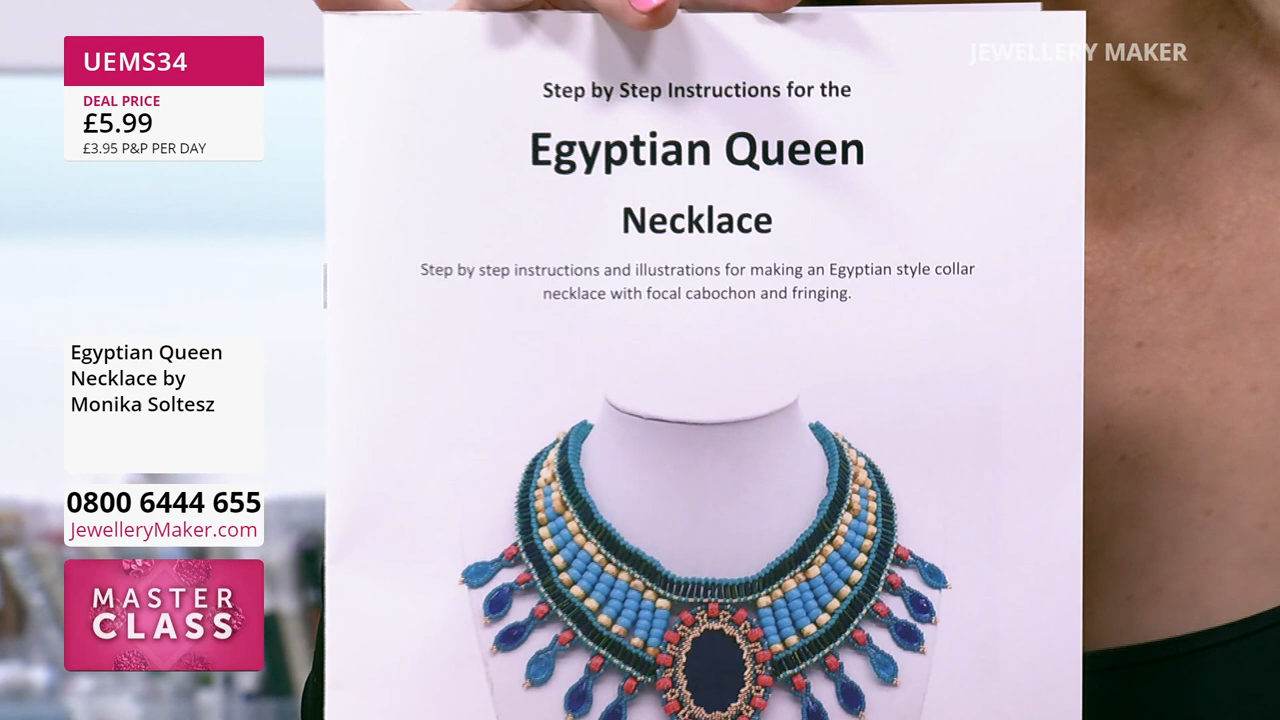 UEMS34
DEAL PRICE
£5.99
£3.95 P&P PER DAY
Egyptian Queen
Necklace by
Monika Soltesz
0800 6444 655
JewelleryMaker.com
MASTER
CLASS
JEWELLERY MAKER
Step by Step Instructions for the
Egyptian Queen
Necklace
Step by step instructions and illustrations for making an Egyptian style collar
necklace with focal cabochon and fringing.